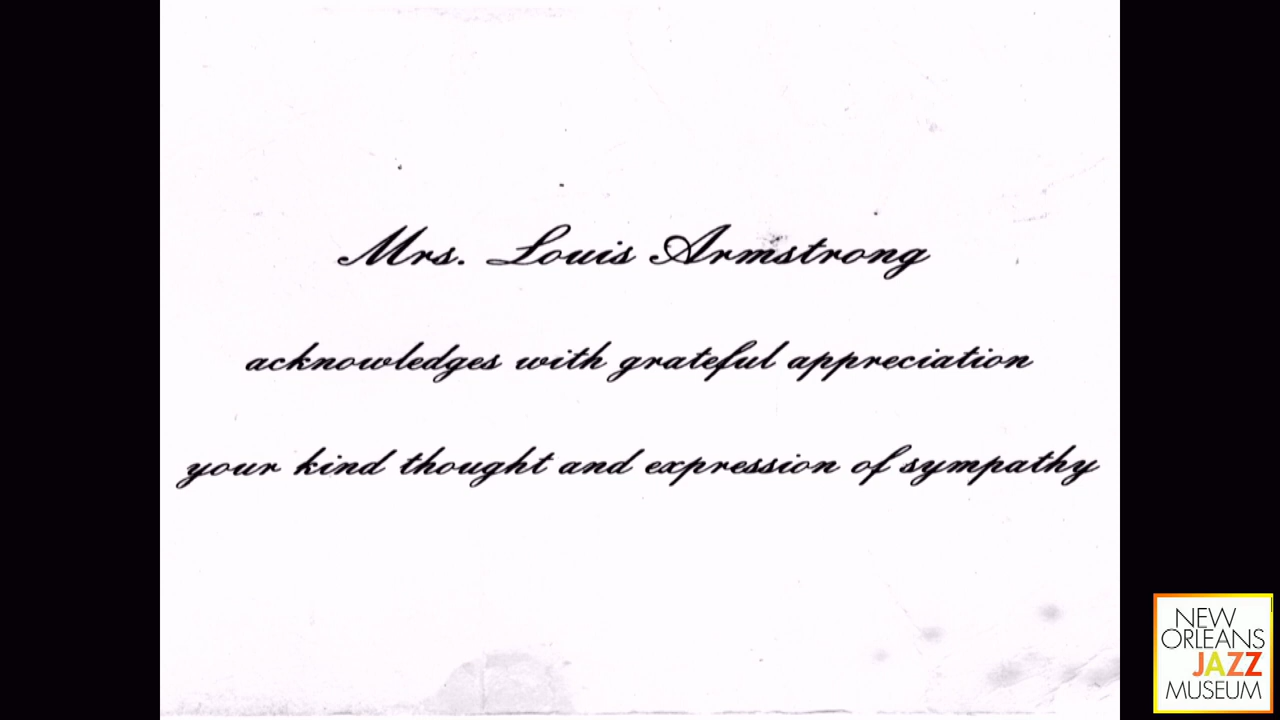 Mrs. Louis Armstrong
acknowledges with grateful appreciation
your kind thought and expression of sympathy
NEW
ORLEANS
JAZZ
MUSEUM